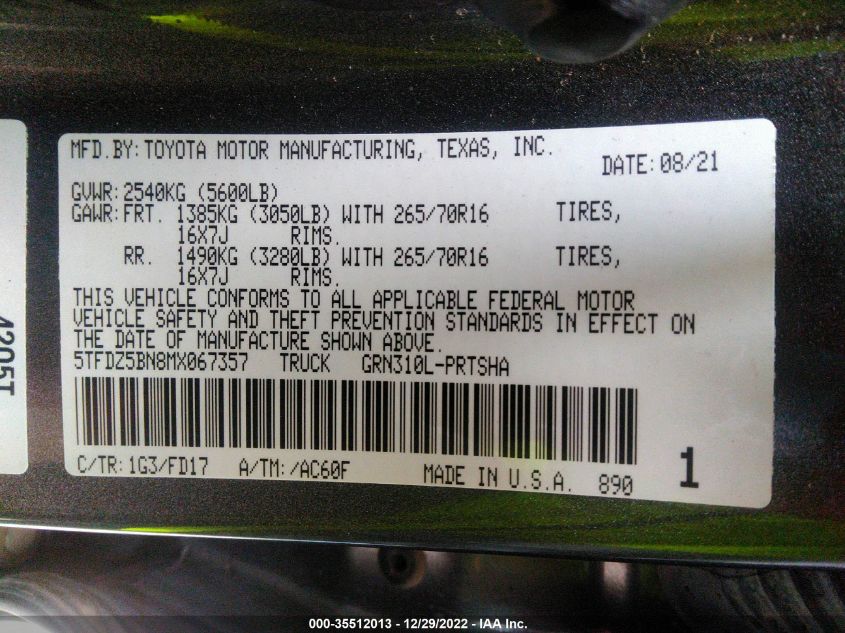 MFD.BY:TOYOTA MOTOR MANUFACTURING, TEXAS, INC.
DATE:08/21
GVWR:2540KG (5600LB)
GAWR:FRT. 1385KG (3050LB) WITH 265/70R16 TIRES,
16X7J RIMS.
RR. 1490KG (3280LB) WITH 265/70R16 TIRES,
16X7J RIMS.
THIS VEHICLE CONFORMS TO ALL APPLICABLE FEDERAL MOTOR
VEHICLE SAFETY AND THEFT PREVENTION STANDARDS IN EFFECT ON
THE DATE OF MANUFACTURE SHOWN ABOVE.
5TFDZ5BN8MX067357 TRUCK GRN310L-PRTSHA
C/TR:1G3/FD17 A/TM:/AC60F MADE IN U.S.A. 890
1
4205T
000-35512013 - 12/29/2022 - IAA Inc.